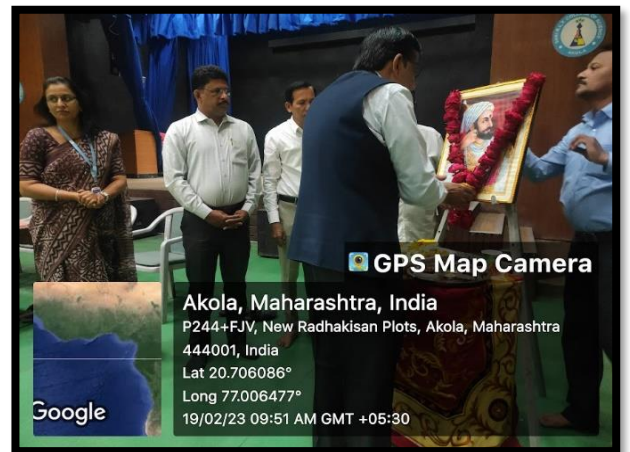 GPS Map Camera
Akola, Maharashtra, India
P244+FJV, New Radhakisan Plots, Akola, Maharashtra
444001, India
Lat 20.706086°
Long 77.006477°
19/02/23 09:51 AM GMT +05:30
Google